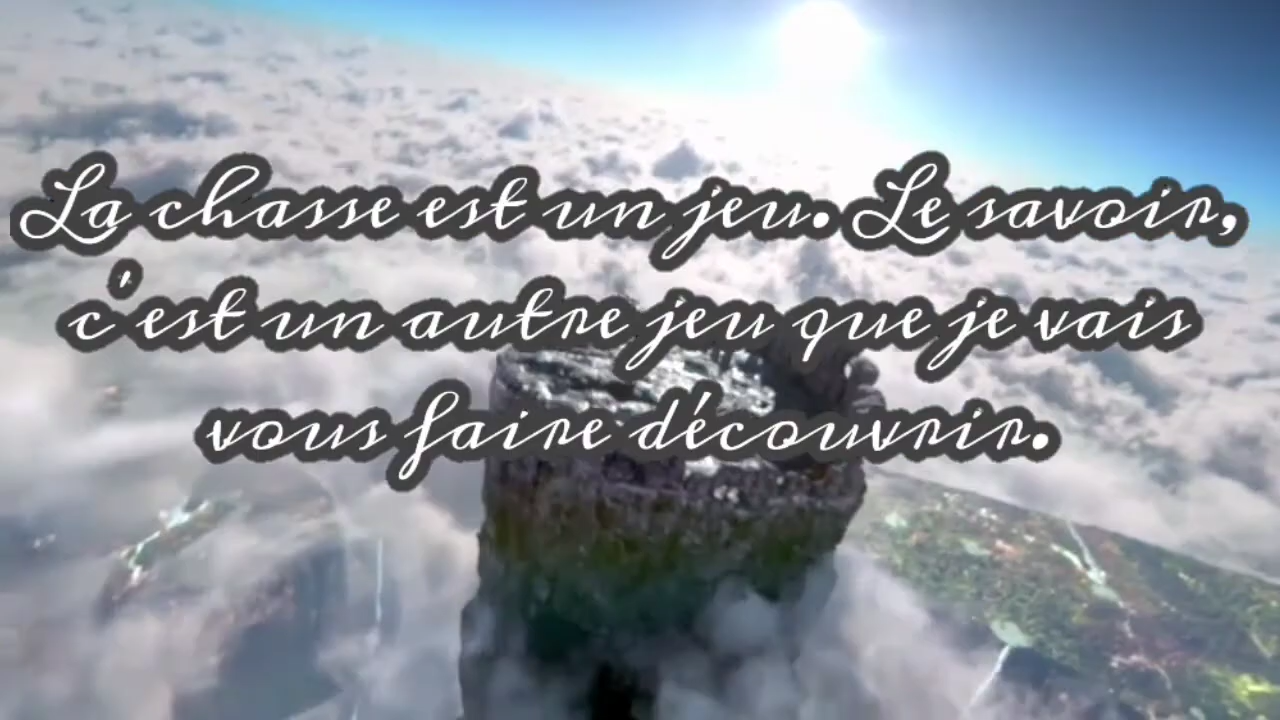 La chasse est un jeu. Le savoir,
c'est un autre jeu que je vais
vous faire découvrir.